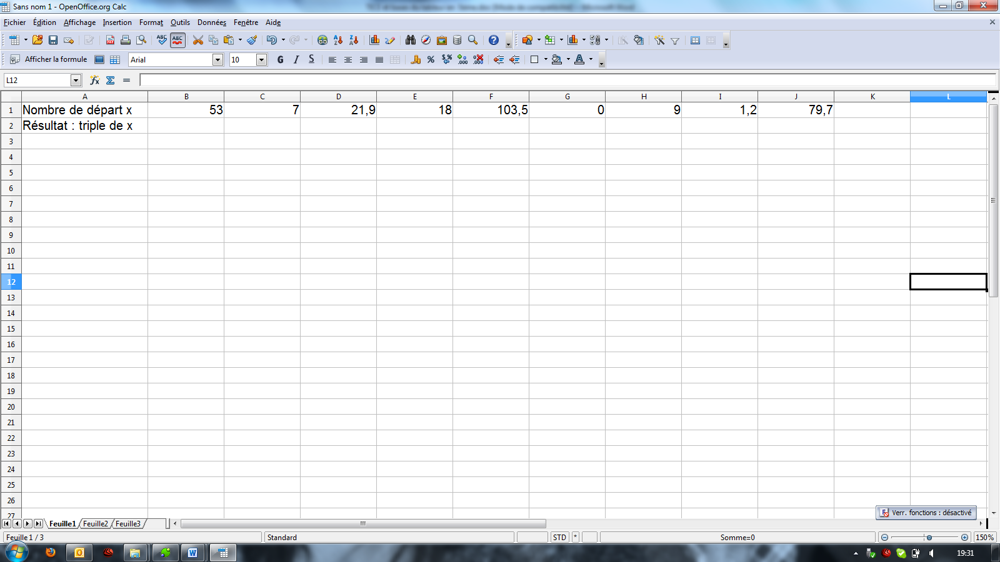 Sans nom 1 - OpenOffice.org Calc
Fichier Édition Affichage Insertion Format Outils Données Fenêtre Aide
Afficher la formule Arial 10 G I S
L12
A B C D E F G H I J K L
1 Nombre de départ x 53 7 21,9 18 103,5 0 9 1,2 79,7
2 Résultat : triple de x
3
4
5
6
7
8
9
10
11
12
13
14
15
16
17
18
19
20
21
22
23
24
25
26
27
Verr. fonctions : désactivé
Feuille1 Feuille2 Feuille3
Feuille 1 / 3 Standard STD * Somme=0 150%
19:31